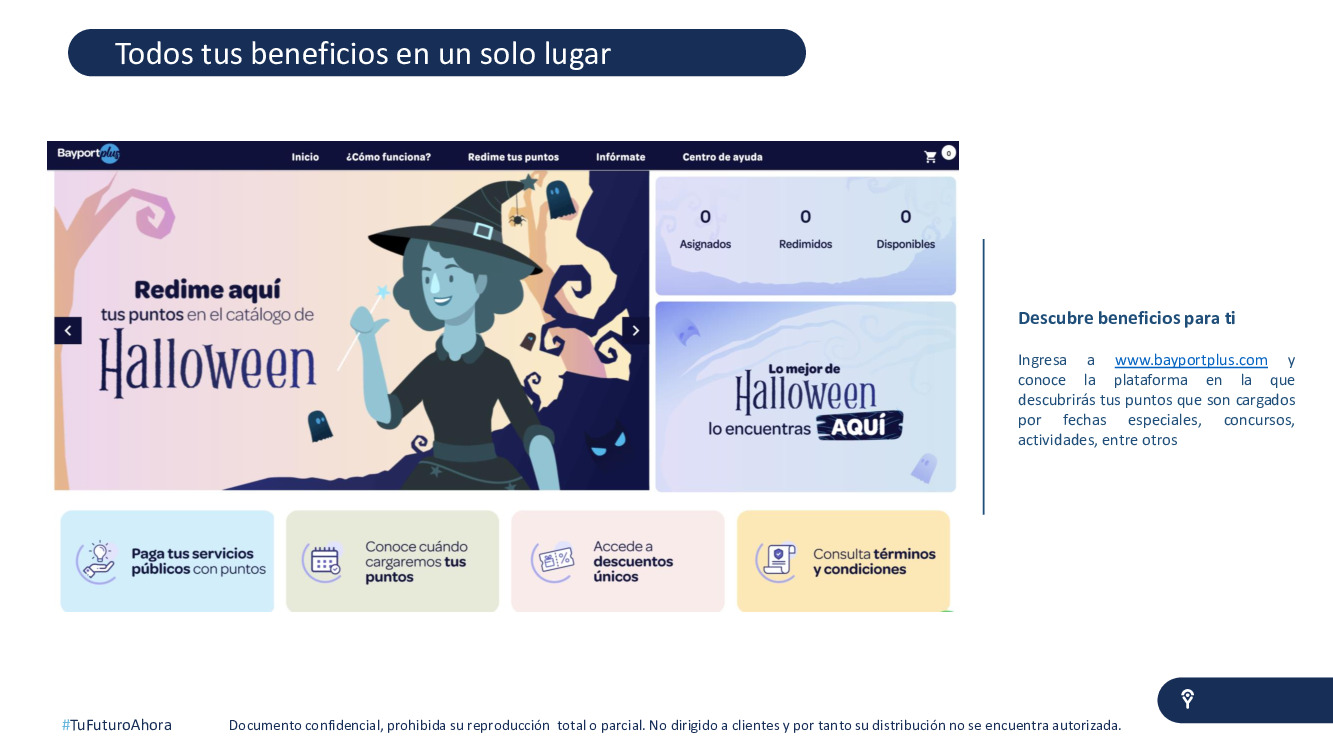 Todos tus beneficios en un solo lugar
Bayportplus
Inicio
¿Cómo funciona?
Redime tus puntos
Infórmate
Centro de ayuda
0
Redime aquí
tus puntos en el catálogo de
Halloween
0
0
0
Asignados
Redimidos
Disponibles
Lo mejor de
Halloween
lo encuentras AQUÍ
Paga tus servicios
públicos con puntos
Conoce cuándo
cargaremos tus
puntos
Accede a
descuentos
únicos
Consulta términos
y condiciones
Descubre beneficios para ti
Ingresa a www.bayportplus.com y
conoce la plataforma en la que
descubrirás tus puntos que son cargados
por fechas especiales, concursos,
actividades, entre otros
#TuFuturoAhora
Documento confidencial, prohibida su reproducción total o parcial. No dirigido a clientes y por tanto su distribución no se encuentra autorizada.